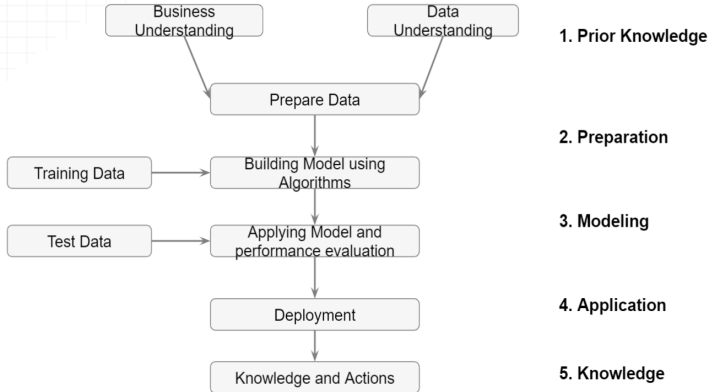 Business
Understanding
Data
Understanding
1. Prior Knowledge
Prepare Data
2. Preparation
Training Data
Building Model using
Algorithms
3. Modeling
Test Data
Applying Model and
performance evaluation
4. Application
Deployment
5. Knowledge
Knowledge and Actions